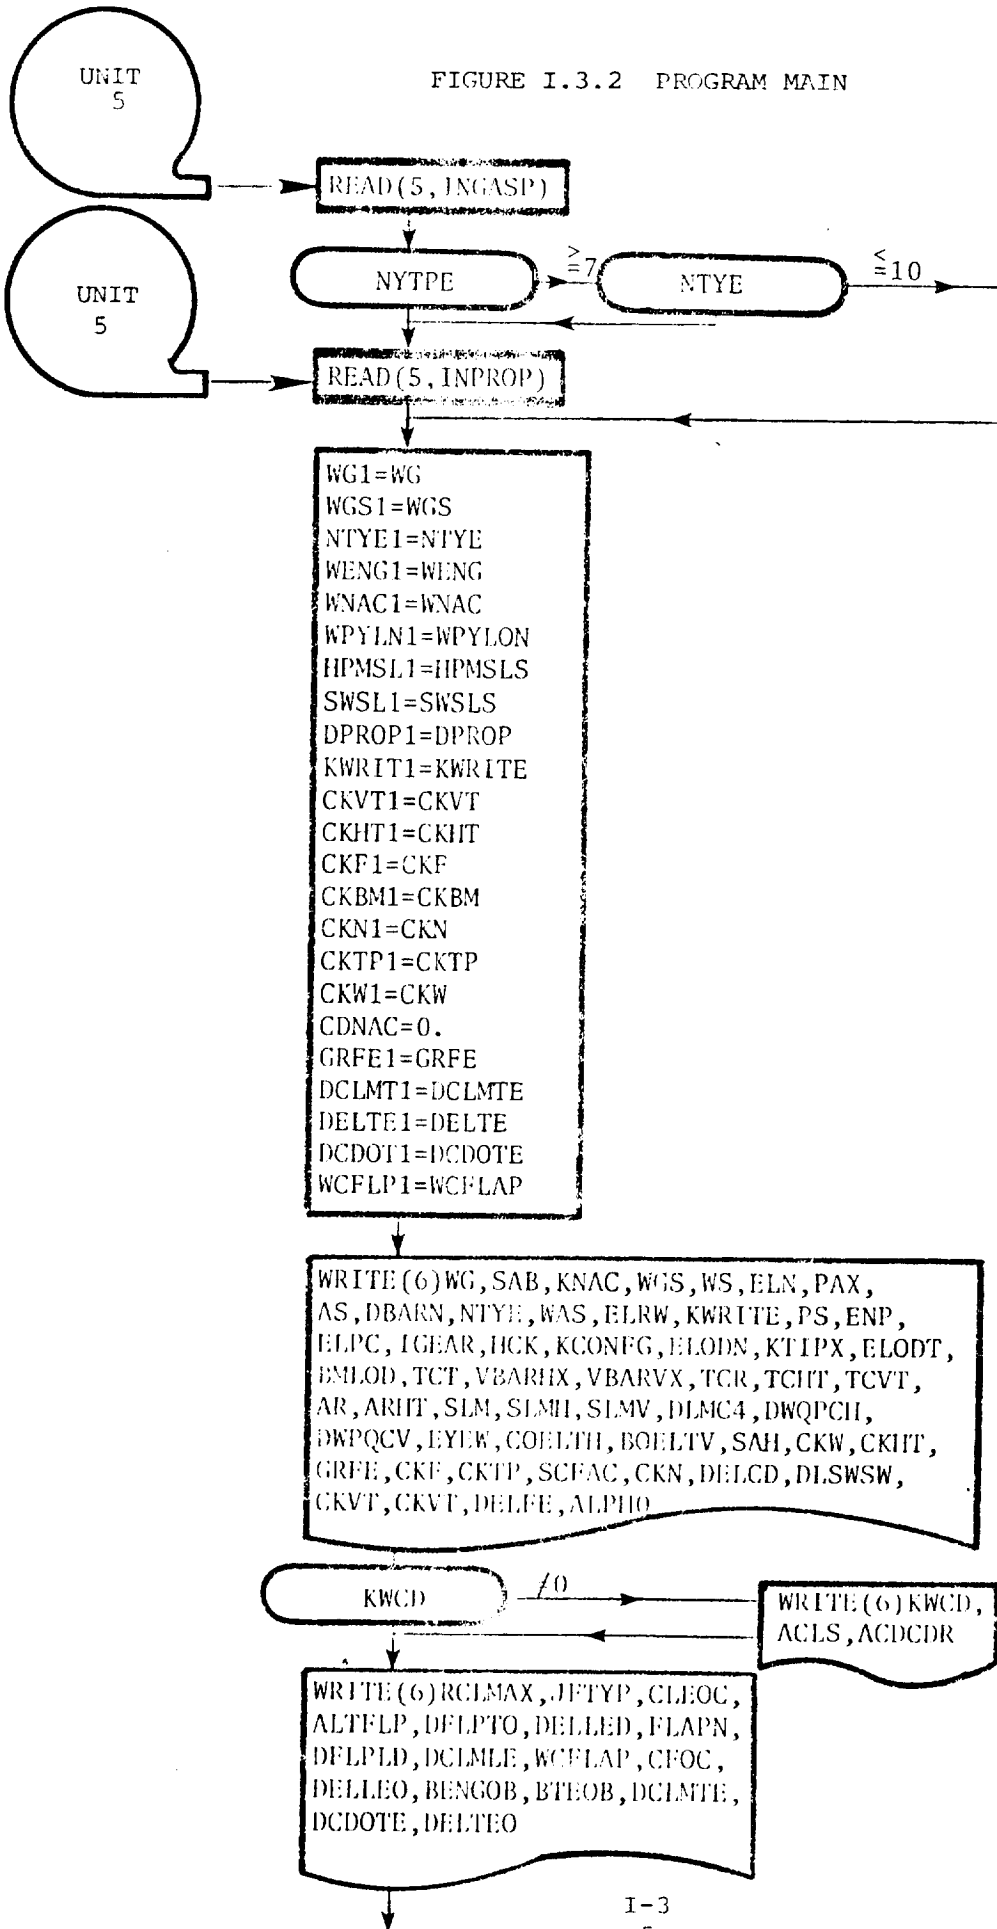 UNIT
5
FIGURE I.3.2 PROGRAM MAIN
READ(5,INGASP)
UNIT
5
NYTPE
≥7
NTYE
≤10
READ(5,INPROP)
WG1=WG
WGS1=WGS
NTYE1=NTYE
WENG1=WENG
WNAC1=WNAC
WPYLN1=WPYLON
HPMSL1=HPMSLS
SWSL1=SWSLS
DPROP1=DPROP
KWRIT1=KWRITE
CKVT1=CKVT
CKHT1=CKHT
CKF1=CKF
CKBM1=CKBM
CKN1=CKN
CKTP1=CKTP
CKW1=CKW
CDNAC=0.
GRFE1=GRFE
DCLMT1=DCLMTE
DELTE1=DELTE
DCDOT1=DCDOTE
WCFLP1=WCFLAP
WRITE(6)WG,SAB,KNAC,WGS,WS,ELN,PAX,
AS,DBARN,NTYE,WAS,ELRW,KWRITE,PS,ENP,
ELPC,IGEAR,HCK,KCONFG,ELODN,KTIPX,ELODT,
BMLOD,TCT,VBARHX,VBARVX,TCR,TCHT,TCVT,
AR,ARHT,SLM,SLMH,SLMV,DLMC4,DWQPCH,
DWPQCV,EYEW,COELTH,BOELTV,SAH,CKW,CKHT,
GRFE,CKF,CKTP,SCFAC,CKN,DELCD,DLSWSW,
CKVT,CKVT,DELFE,ALPHO
KWCD
≠0
WRITE(6)KWCD,
ACLS,ACDCDR
WRITE(6)RCLMAX,JFTYP,CLEOC,
ALTFLP,DFLPTO,DELLED,FLAPN,
DFLPLD,DCLMLE,WCFLAP,CFOC,
DELLEO,BENGOB,BTEOB,DCLMTE,
DCDOTE,DELTEO
I-3